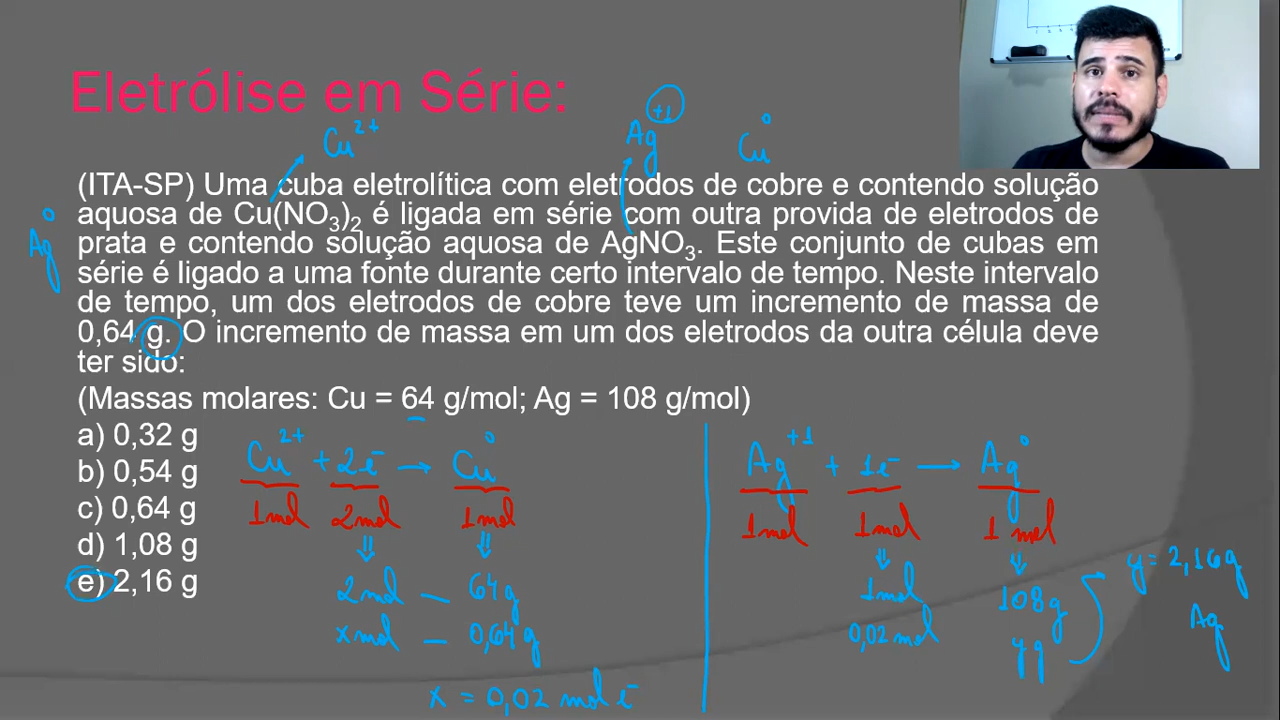 Eletrólise em Série:
Cu²⁺ Ag⁺¹ Cu⁰
(ITA-SP) Uma cuba eletrolítica com eletrodos de cobre e contendo solução
aquosa de Cu(NO₃)₂ é ligada em série com outra provida de eletrodos de
Ag⁰
prata e contendo solução aquosa de AgNO₃. Este conjunto de cubas em
série é ligado a uma fonte durante certo intervalo de tempo. Neste intervalo
de tempo, um dos eletrodos de cobre teve um incremento de massa de
0,64 g. O incremento de massa em um dos eletrodos da outra célula deve
ter sido:
(Massas molares: Cu = 64 g/mol; Ag = 108 g/mol)
a) 0,32 g
b) 0,54 g
c) 0,64 g
d) 1,08 g
e) 2,16 g
Cu²⁺ + 2e⁻ → Cu⁰
1mol 2mol 1mol
⇓ ⇓
2mol — 64g
x mol — 0,64g
x = 0,02 mol e⁻
Ag⁺¹ + 1e⁻ → Ag⁰
1mol 1mol 1 mol
⇓ ⇓
1mol 108g
0,02 mol yg
y = 2,16g
Ag
1 2 3 4